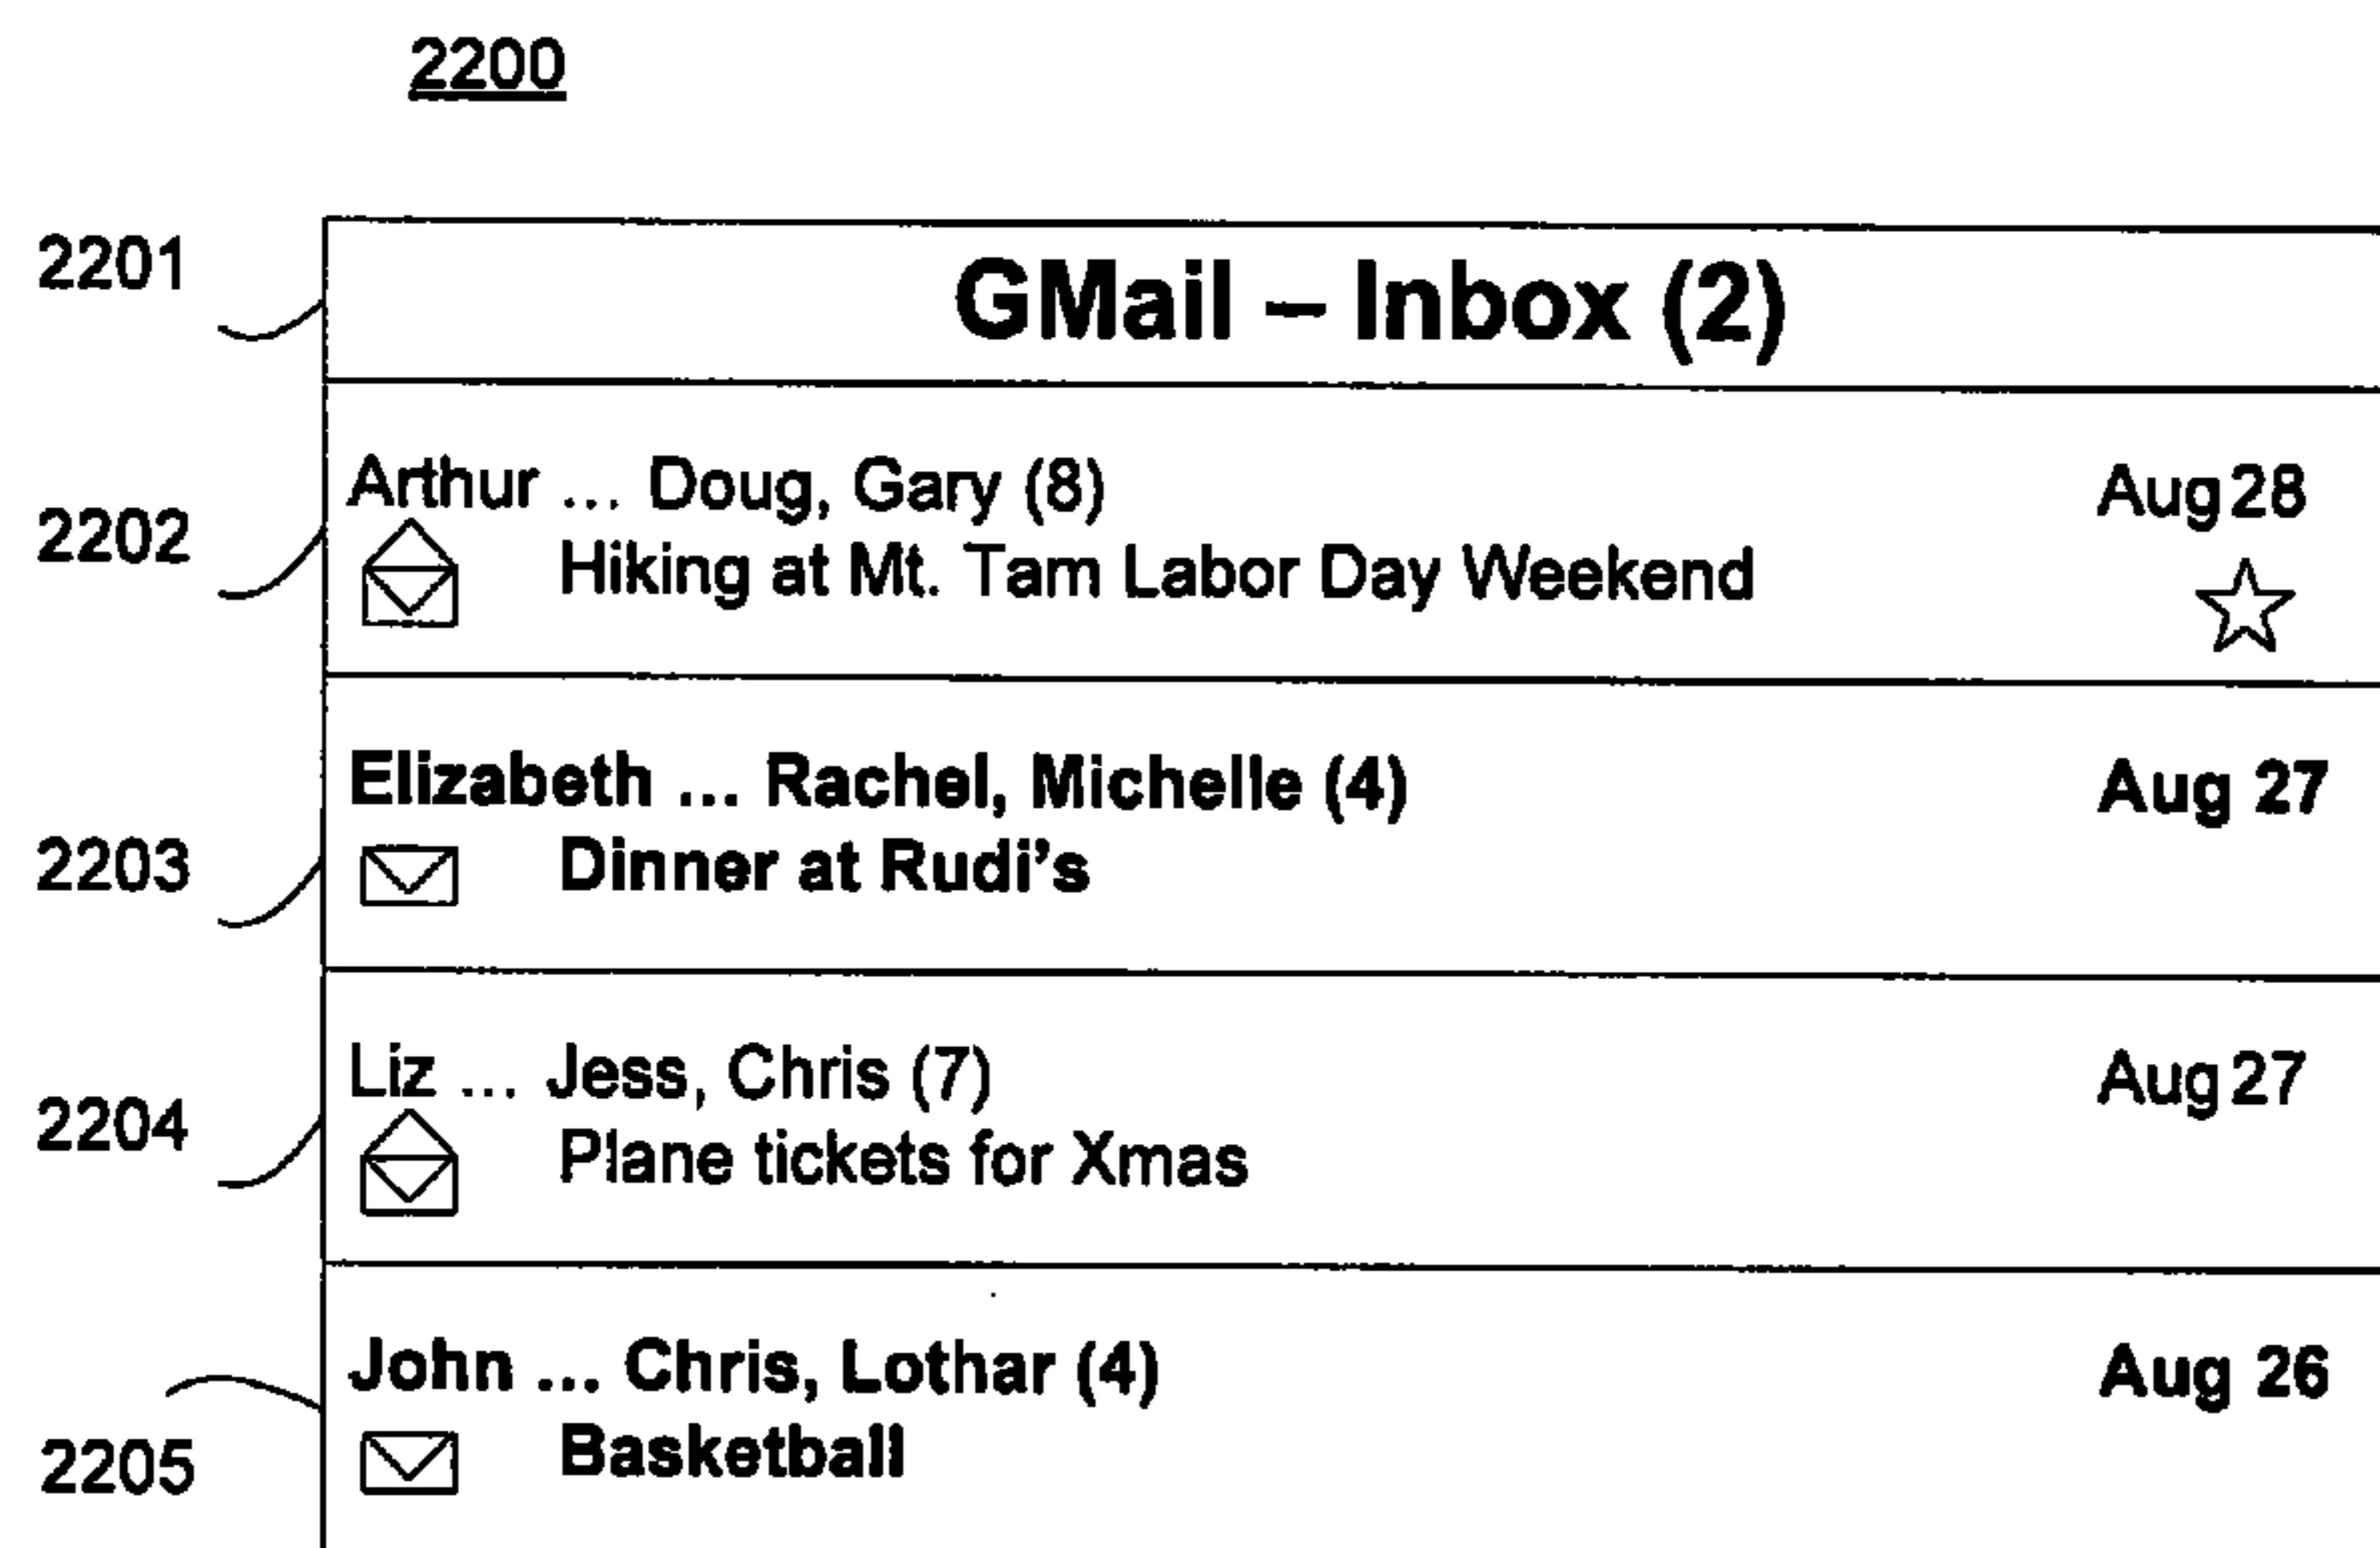 2200
2201
GMail – Inbox (2)
2202
Arthur ... Doug, Gary (8) Aug 28
Hiking at Mt. Tam Labor Day Weekend
2203
Elizabeth ... Rachel, Michelle (4) Aug 27
Dinner at Rudi's
2204
Liz ... Jess, Chris (7) Aug 27
Plane tickets for Xmas
2205
John ... Chris, Lothar (4) Aug 26
Basketball